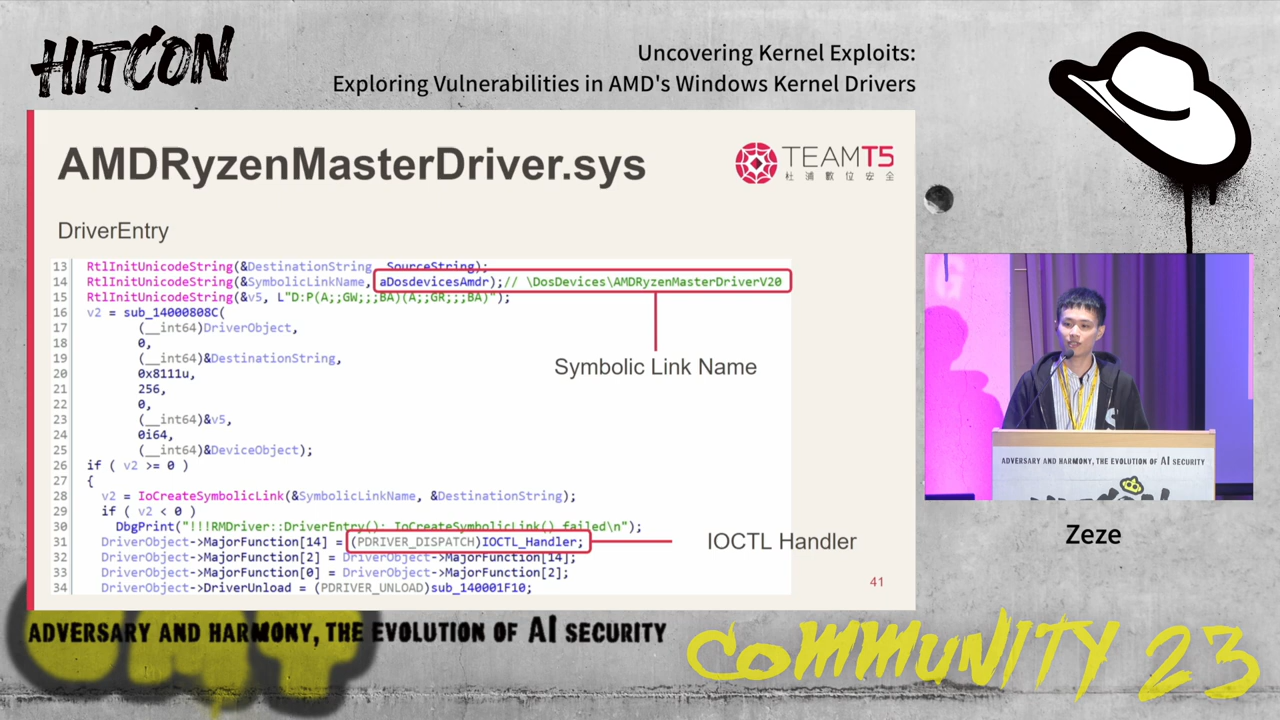 HITCON
Uncovering Kernel Exploits:
Exploring Vulnerabilities in AMD's Windows Kernel Drivers
AMDRyzenMasterDriver.sys
TEAMT5
杜浦數位安全
DriverEntry
13 RtlInitUnicodeString(&DestinationString, SourceString);
14 RtlInitUnicodeString(&SymbolicLinkName, aDosdevicesAmdr);// \DosDevices\AMDRyzenMasterDriverV20
15 RtlInitUnicodeString(&v5, L"D:P(A;;GW;;;BA)(A;;GR;;;BA)");
16 v2 = sub_14000808C(
17 (__int64)DriverObject,
18 0,
19 (__int64)&DestinationString,
20 0x8111u,
21 256,
22 0,
23 (__int64)&v5,
24 0i64,
25 (__int64)&DeviceObject);
26 if ( v2 >= 0 )
27 {
28 v2 = IoCreateSymbolicLink(&SymbolicLinkName, &DestinationString);
29 if ( v2 < 0 )
30 DbgPrint("!!!RMDriver::DriverEntry(): IoCreateSymbolicLink() failed\n");
31 DriverObject->MajorFunction[14] = (PDRIVER_DISPATCH)IOCTL_Handler;
32 DriverObject->MajorFunction[2] = DriverObject->MajorFunction[14];
33 DriverObject->MajorFunction[0] = DriverObject->MajorFunction[2];
34 DriverObject->DriverUnload = (PDRIVER_UNLOAD)sub_140001F10;
Symbolic Link Name
IOCTL Handler
41
ADVERSARY AND HARMONY, THE EVOLUTION OF AI SECURITY
Zeze
ADVERSARY AND HARMONY, THE EVOLUTION OF AI SECURITY
COMMUNITY 23